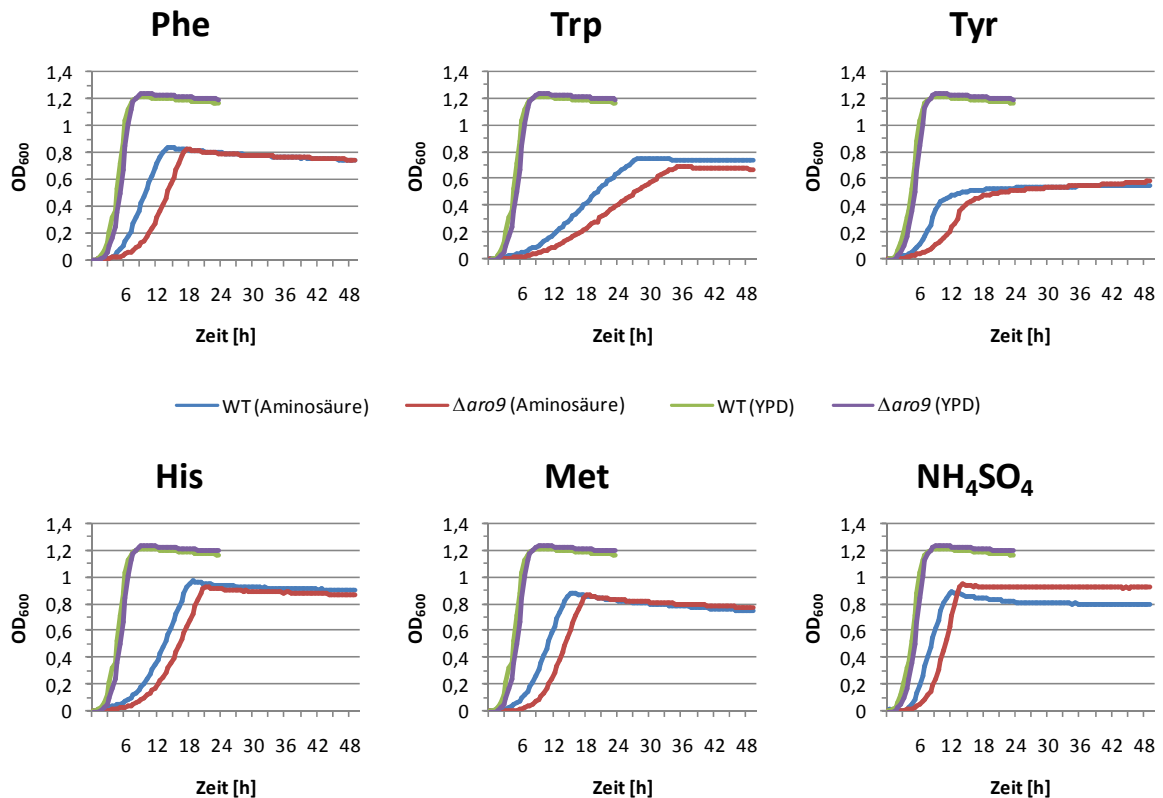 Phe
Trp
Tyr
OD600
1,4
1,2
1
0,8
0,6
0,4
0,2
0
6 12 18 24 30 36 42 48
Zeit [h]
OD600
1,4
1,2
1
0,8
0,6
0,4
0,2
0
6 12 18 24 30 36 42 48
Zeit [h]
OD600
1,4
1,2
1
0,8
0,6
0,4
0,2
0
6 12 18 24 30 36 42 48
Zeit [h]
WT (Aminosäure) Δaro9 (Aminosäure) WT (YPD) Δaro9 (YPD)
His
Met
NH4SO4
OD600
1,4
1,2
1
0,8
0,6
0,4
0,2
0
6 12 18 24 30 36 42 48
Zeit [h]
OD600
1,4
1,2
1
0,8
0,6
0,4
0,2
0
6 12 18 24 30 36 42 48
Zeit [h]
OD600
1,4
1,2
1
0,8
0,6
0,4
0,2
0
6 12 18 24 30 36 42 48
Zeit [h]